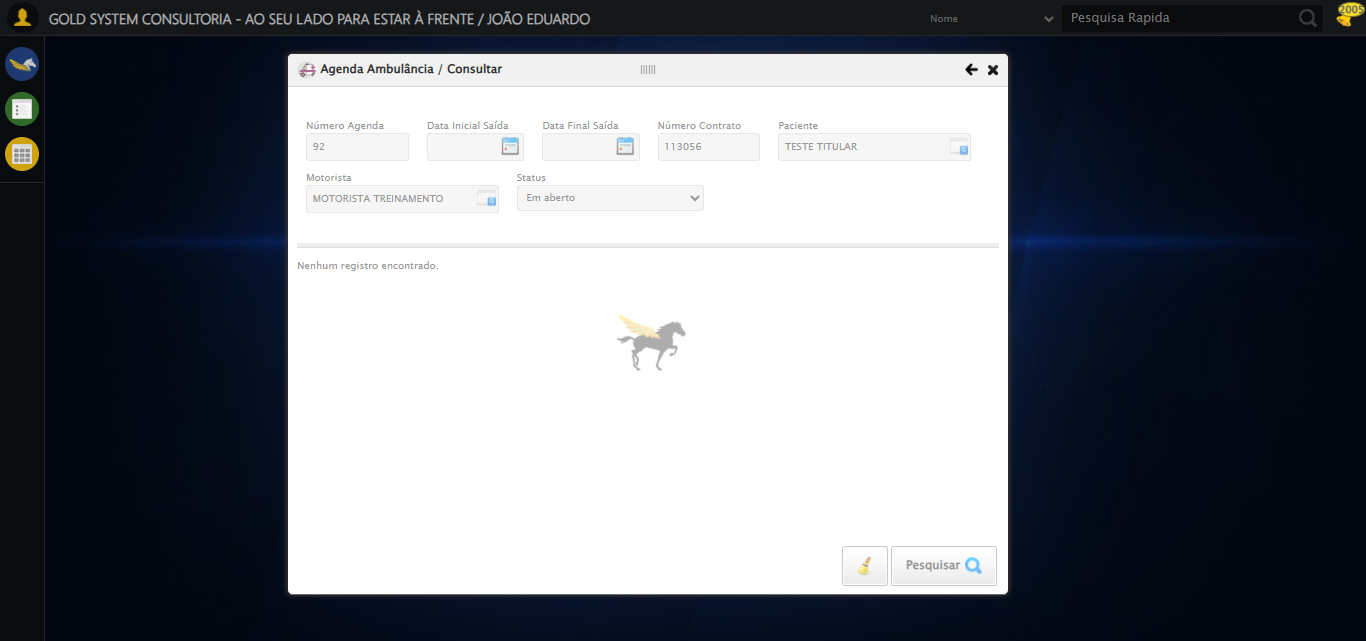 GOLD SYSTEM CONSULTORIA - AO SEU LADO PARA ESTAR À FRENTE / JOÃO EDUARDO
Nome
Pesquisa Rapida
2005
Agenda Ambulância / Consultar
Número Agenda
Data Inicial Saída
Data Final Saída
Número Contrato
Paciente
92
113056
TESTE TITULAR
Motorista
Status
MOTORISTA TREINAMENTO
Em aberto
Nenhum registro encontrado.
Pesquisar